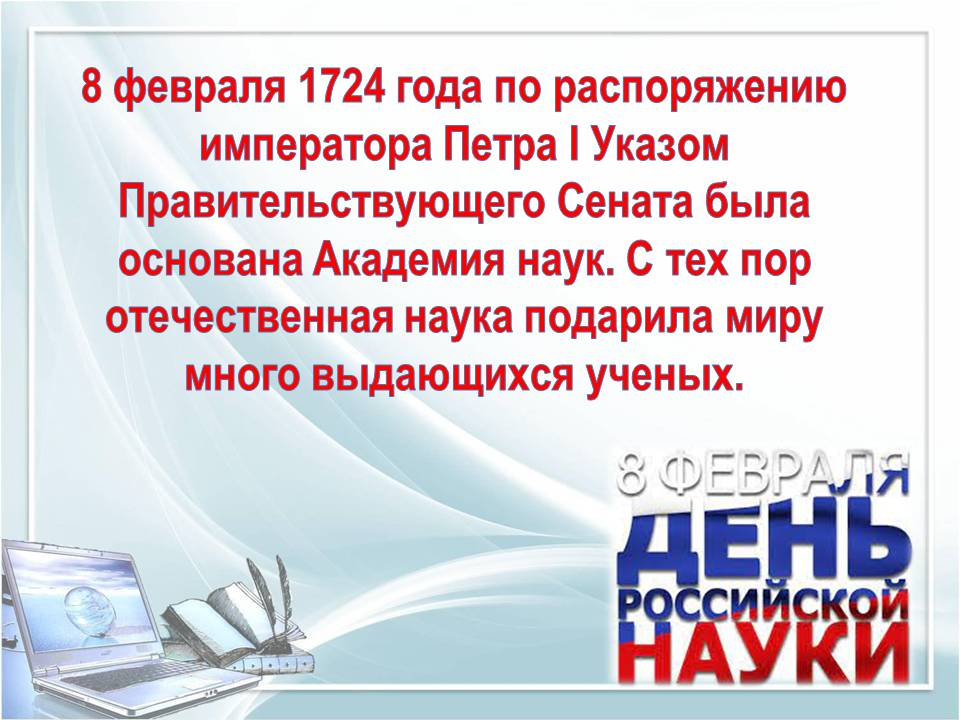 8 февраля 1724 года по распоряжению
императора Петра I Указом
Правительствующего Сената была
основана Академия наук. С тех пор
отечественная наука подарила миру
много выдающихся ученых.
8 ФЕВРАЛЯ
ДЕНЬ
РОССИЙСКОЙ
НАУКИ